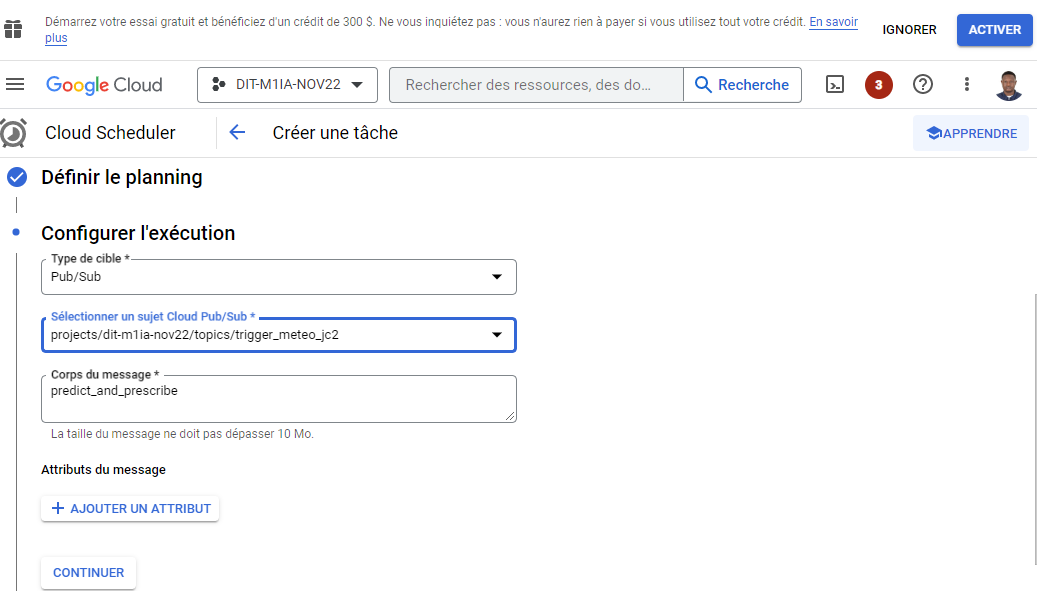 Démarrez votre essai gratuit et bénéficiez d'un crédit de 300 $. Ne vous inquiétez pas : vous n'aurez rien à payer si vous utilisez tout votre crédit. En savoir
plus
IGNORER
ACTIVER
Google Cloud
DIT-M1IA-NOV22
Rechercher des ressources, des do...
Recherche
3
Cloud Scheduler
Créer une tâche
APPRENDRE
Définir le planning
Configurer l'exécution
Type de cible *
Pub/Sub
Sélectionner un sujet Cloud Pub/Sub *
projects/dit-m1ia-nov22/topics/trigger_meteo_jc2
Corps du message *
predict_and_prescribe
La taille du message ne doit pas dépasser 10 Mo.
Attributs du message
AJOUTER UN ATTRIBUT
CONTINUER